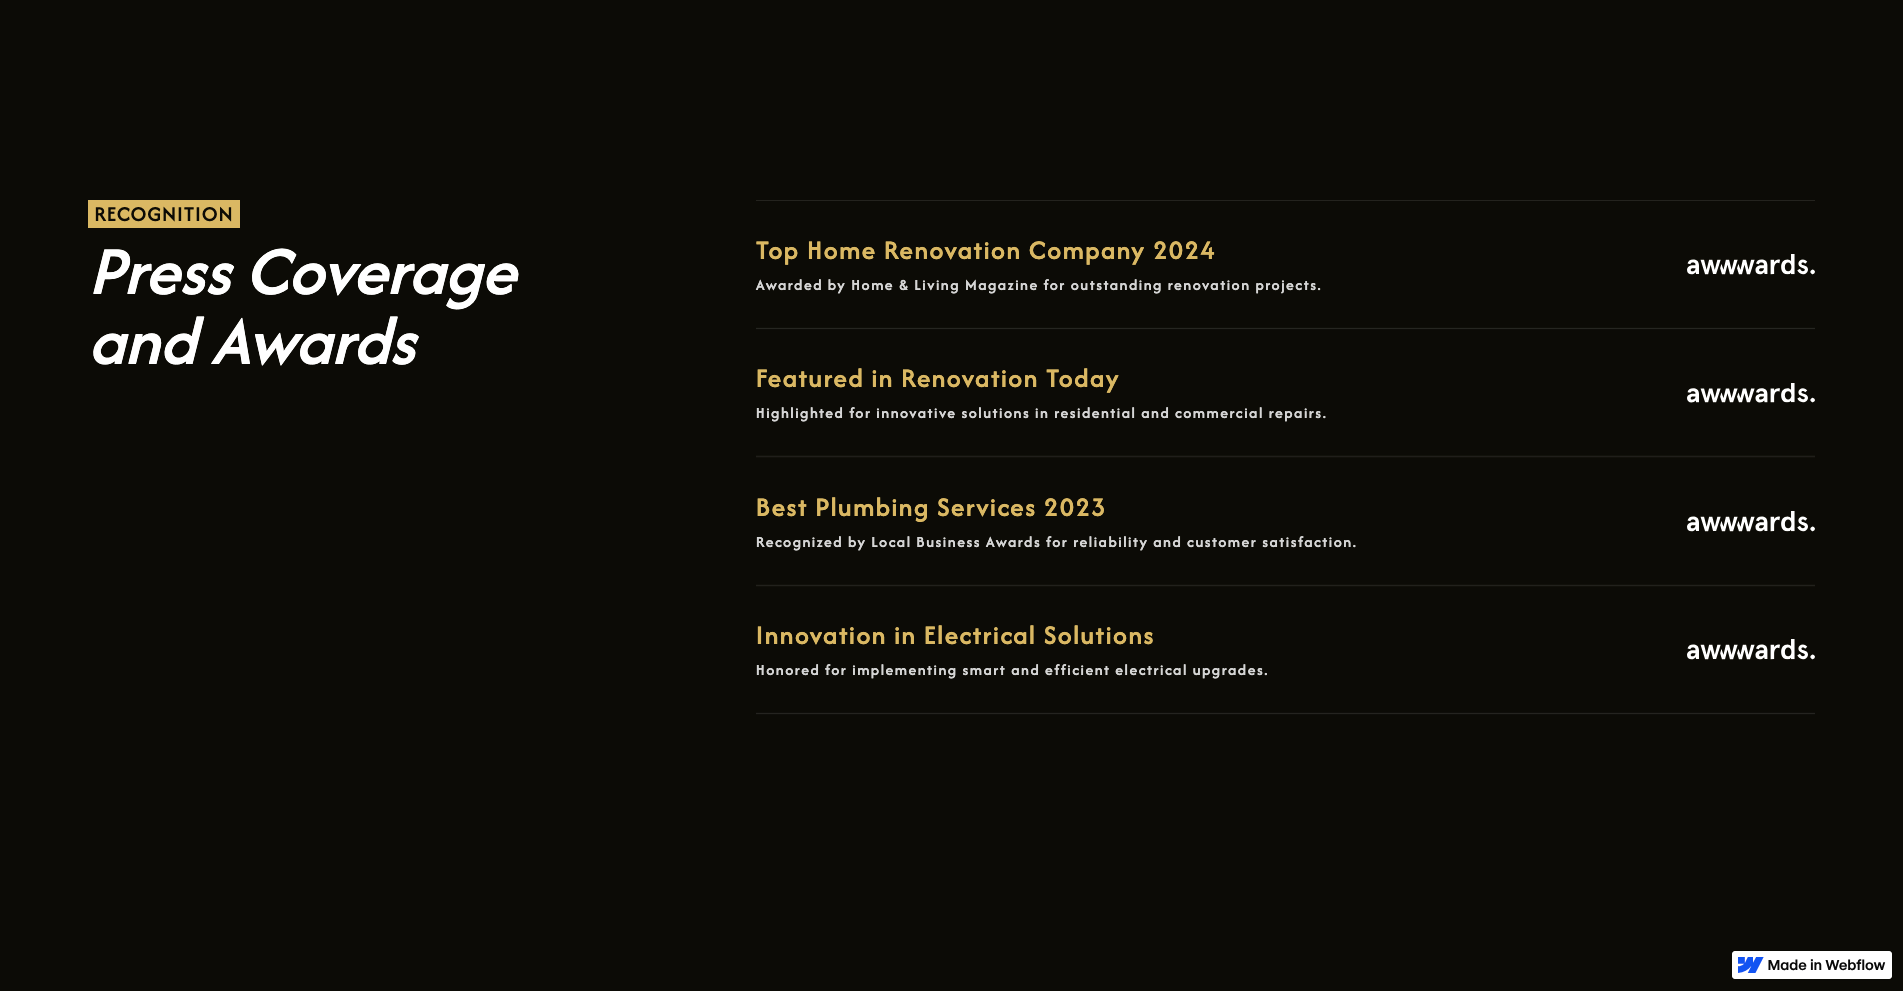 RECOGNITION
Press Coverage
and Awards
Top Home Renovation Company 2024
Awarded by Home & Living Magazine for outstanding renovation projects.
awwwards.
Featured in Renovation Today
Highlighted for innovative solutions in residential and commercial repairs.
awwwards.
Best Plumbing Services 2023
Recognized by Local Business Awards for reliability and customer satisfaction.
awwwards.
Innovation in Electrical Solutions
Honored for implementing smart and efficient electrical upgrades.
awwwards.
Made in Webflow